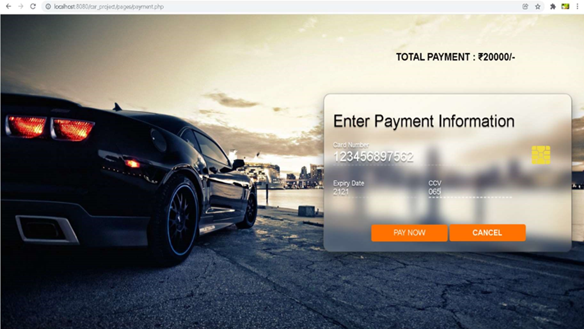 localhost:8080/car_project/pages/payment.php
TOTAL PAYMENT : ₹20000/-
Enter Payment Information
Card Number
123456897562
Expiry Date
2121
CCV
065
PAY NOW
CANCEL